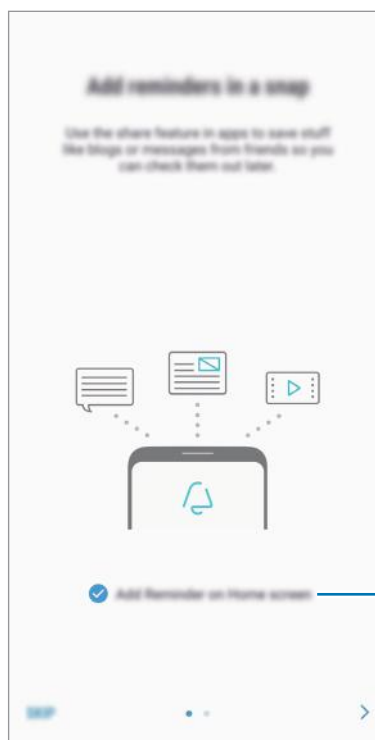 Add reminders in a snap
Use the share feature in apps to save stuff
like blogs or messages from friends so you
can check them out later.
Add Reminder on Home screen
SKIP